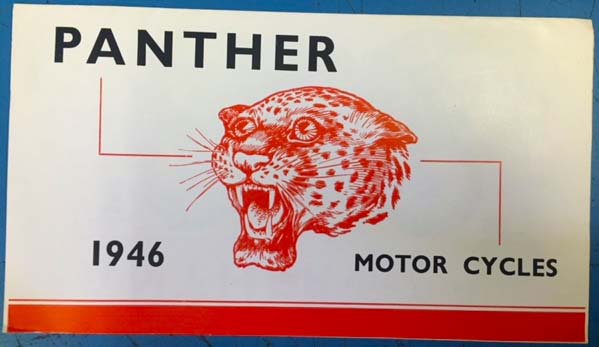 PANTHER
1946
MOTOR CYCLES